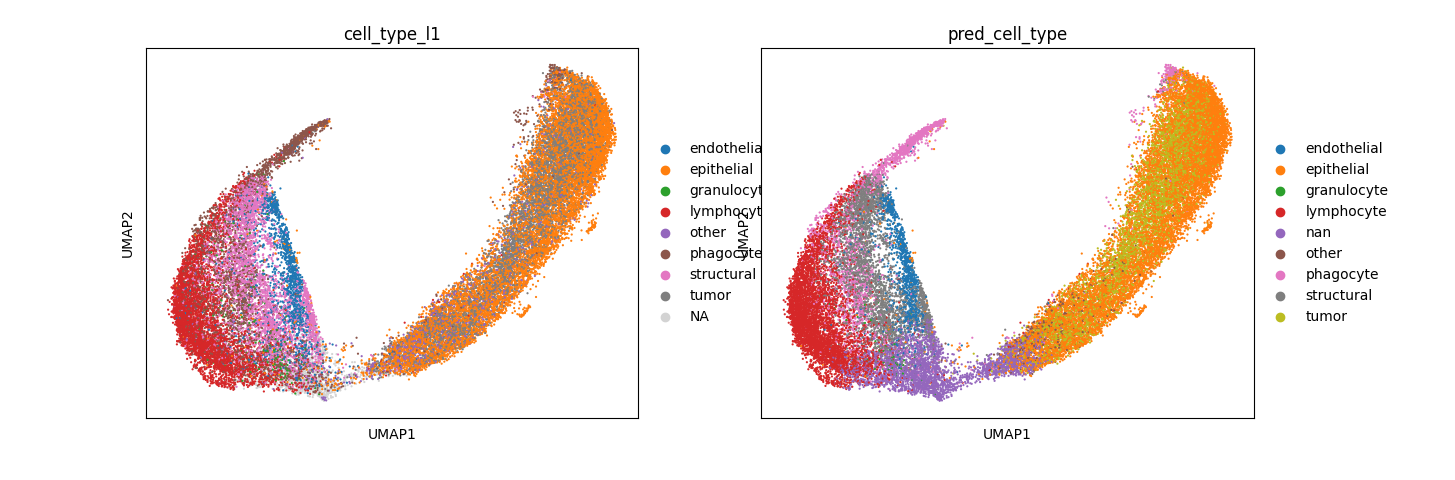 cell_type_l1
UMAP2
UMAP1
endothelia
epithelial
granulocyt
lymphocyt
other
phagocyte
structural
tumor
NA
pred_cell_type
UMAP2
UMAP1
endothelial
epithelial
granulocyte
lymphocyte
nan
other
phagocyte
structural
tumor